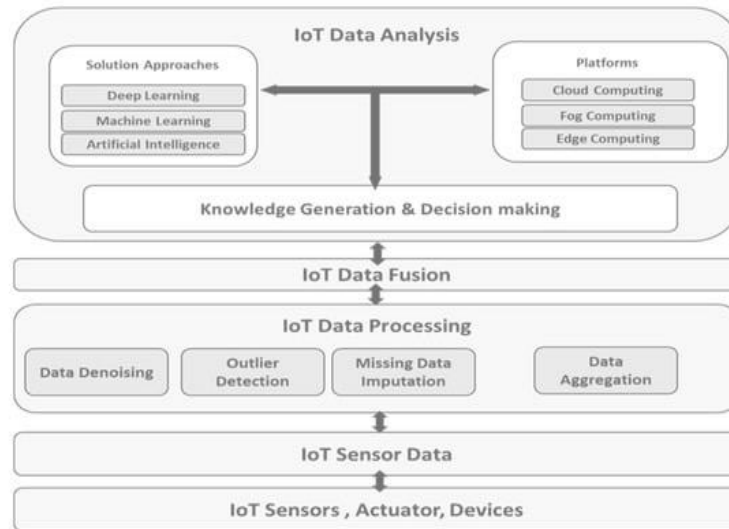 IoT Data Analysis
Solution Approaches
Deep Learning
Machine Learning
Artificial Intelligence
Platforms
Cloud Computing
Fog Computing
Edge Computing
Knowledge Generation & Decision making
IoT Data Fusion
IoT Data Processing
Data Denoising
Outlier
Detection
Missing Data
Imputation
Data
Aggregation
IoT Sensor Data
IoT Sensors , Actuator, Devices